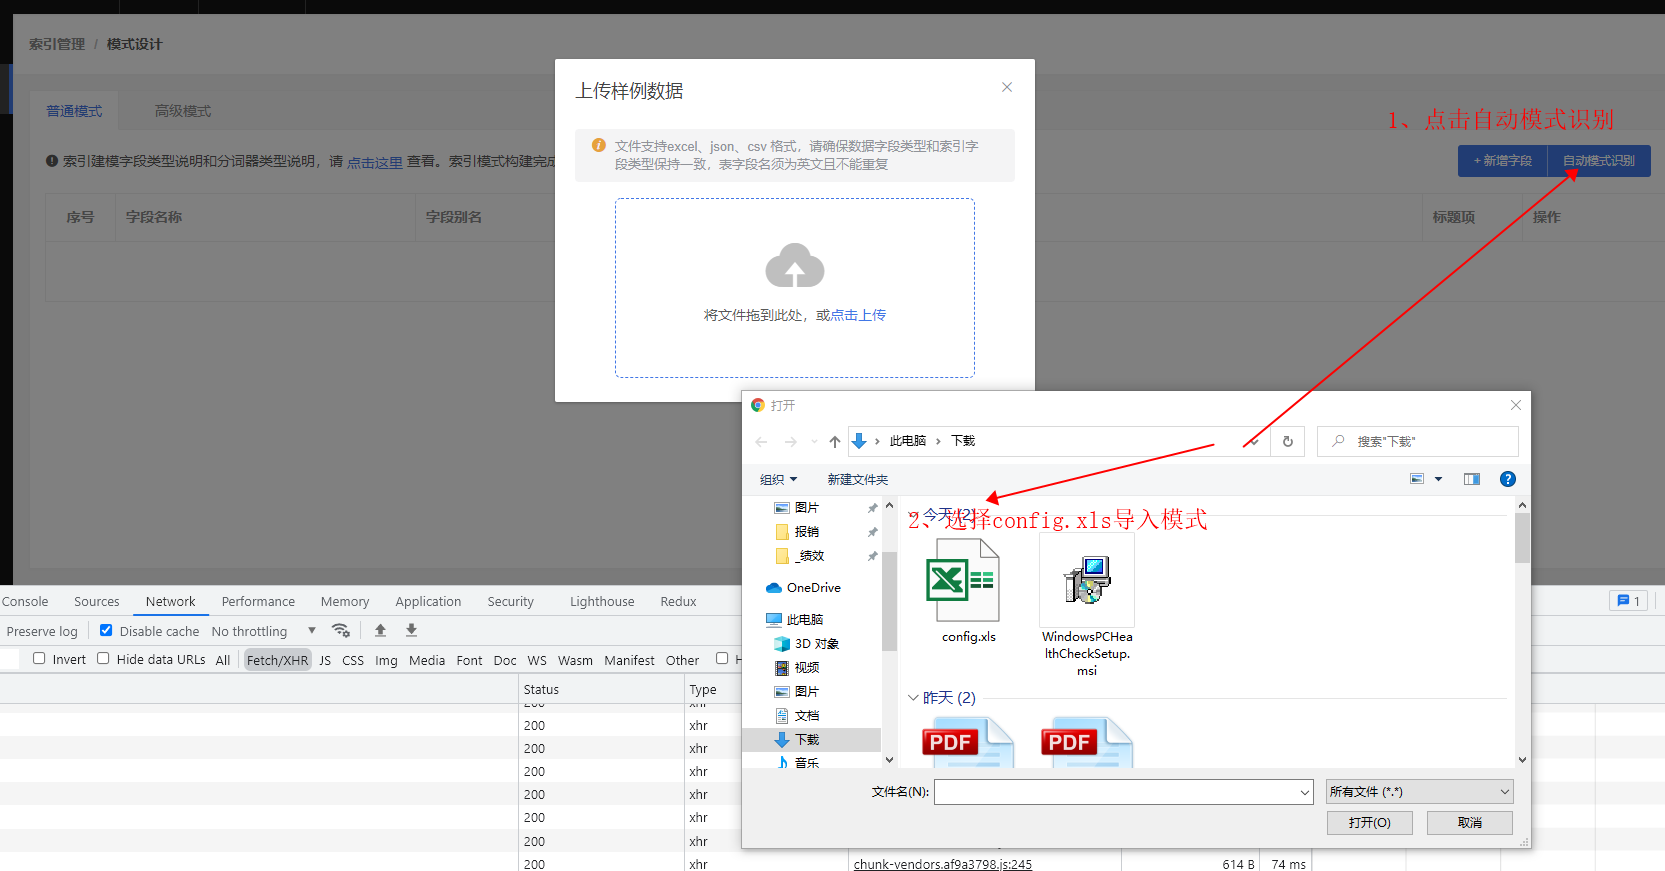 索引管理 / 模式设计
上传样例数据
普通模式
高级模式
1、点击自动模式识别
文件支持excel、json、csv 格式，请确保数据字段类型和索引字
段类型保持一致，表字段名须为英文且不能重复
索引建模字段类型说明和分词器类型说明，请 点击这里 查看。索引模式构建完成
+ 新增字段
自动模式识别
序号
字段名称
字段别名
标题项
操作
将文件拖到此处，或点击上传
打开
此电脑 › 下载
搜索"下载"
组织
新建文件夹
图片
报销
_绩效
OneDrive
此电脑
3D 对象
视频
图片
文档
下载
音乐
今天 (2)
2、选择config.xls导入模式
config.xls
WindowsPCHea
lthCheckSetup.
msi
昨天 (2)
PDF
PDF
文件名(N):
所有文件 (*.*)
打开(O)
取消
Console
Sources
Network
Performance
Memory
Application
Security
Lighthouse
Redux
1
Preserve log
Disable cache
No throttling
Invert
Hide data URLs
All
Fetch/XHR
JS
CSS
Img
Media
Font
Doc
WS
Wasm
Manifest
Other
H
Status
Type
200
xhr
200
xhr
200
xhr
200
xhr
200
xhr
200
xhr
200
xhr
200
xhr
chunk-vendors.af9a3798.js:245
614 B
74 ms